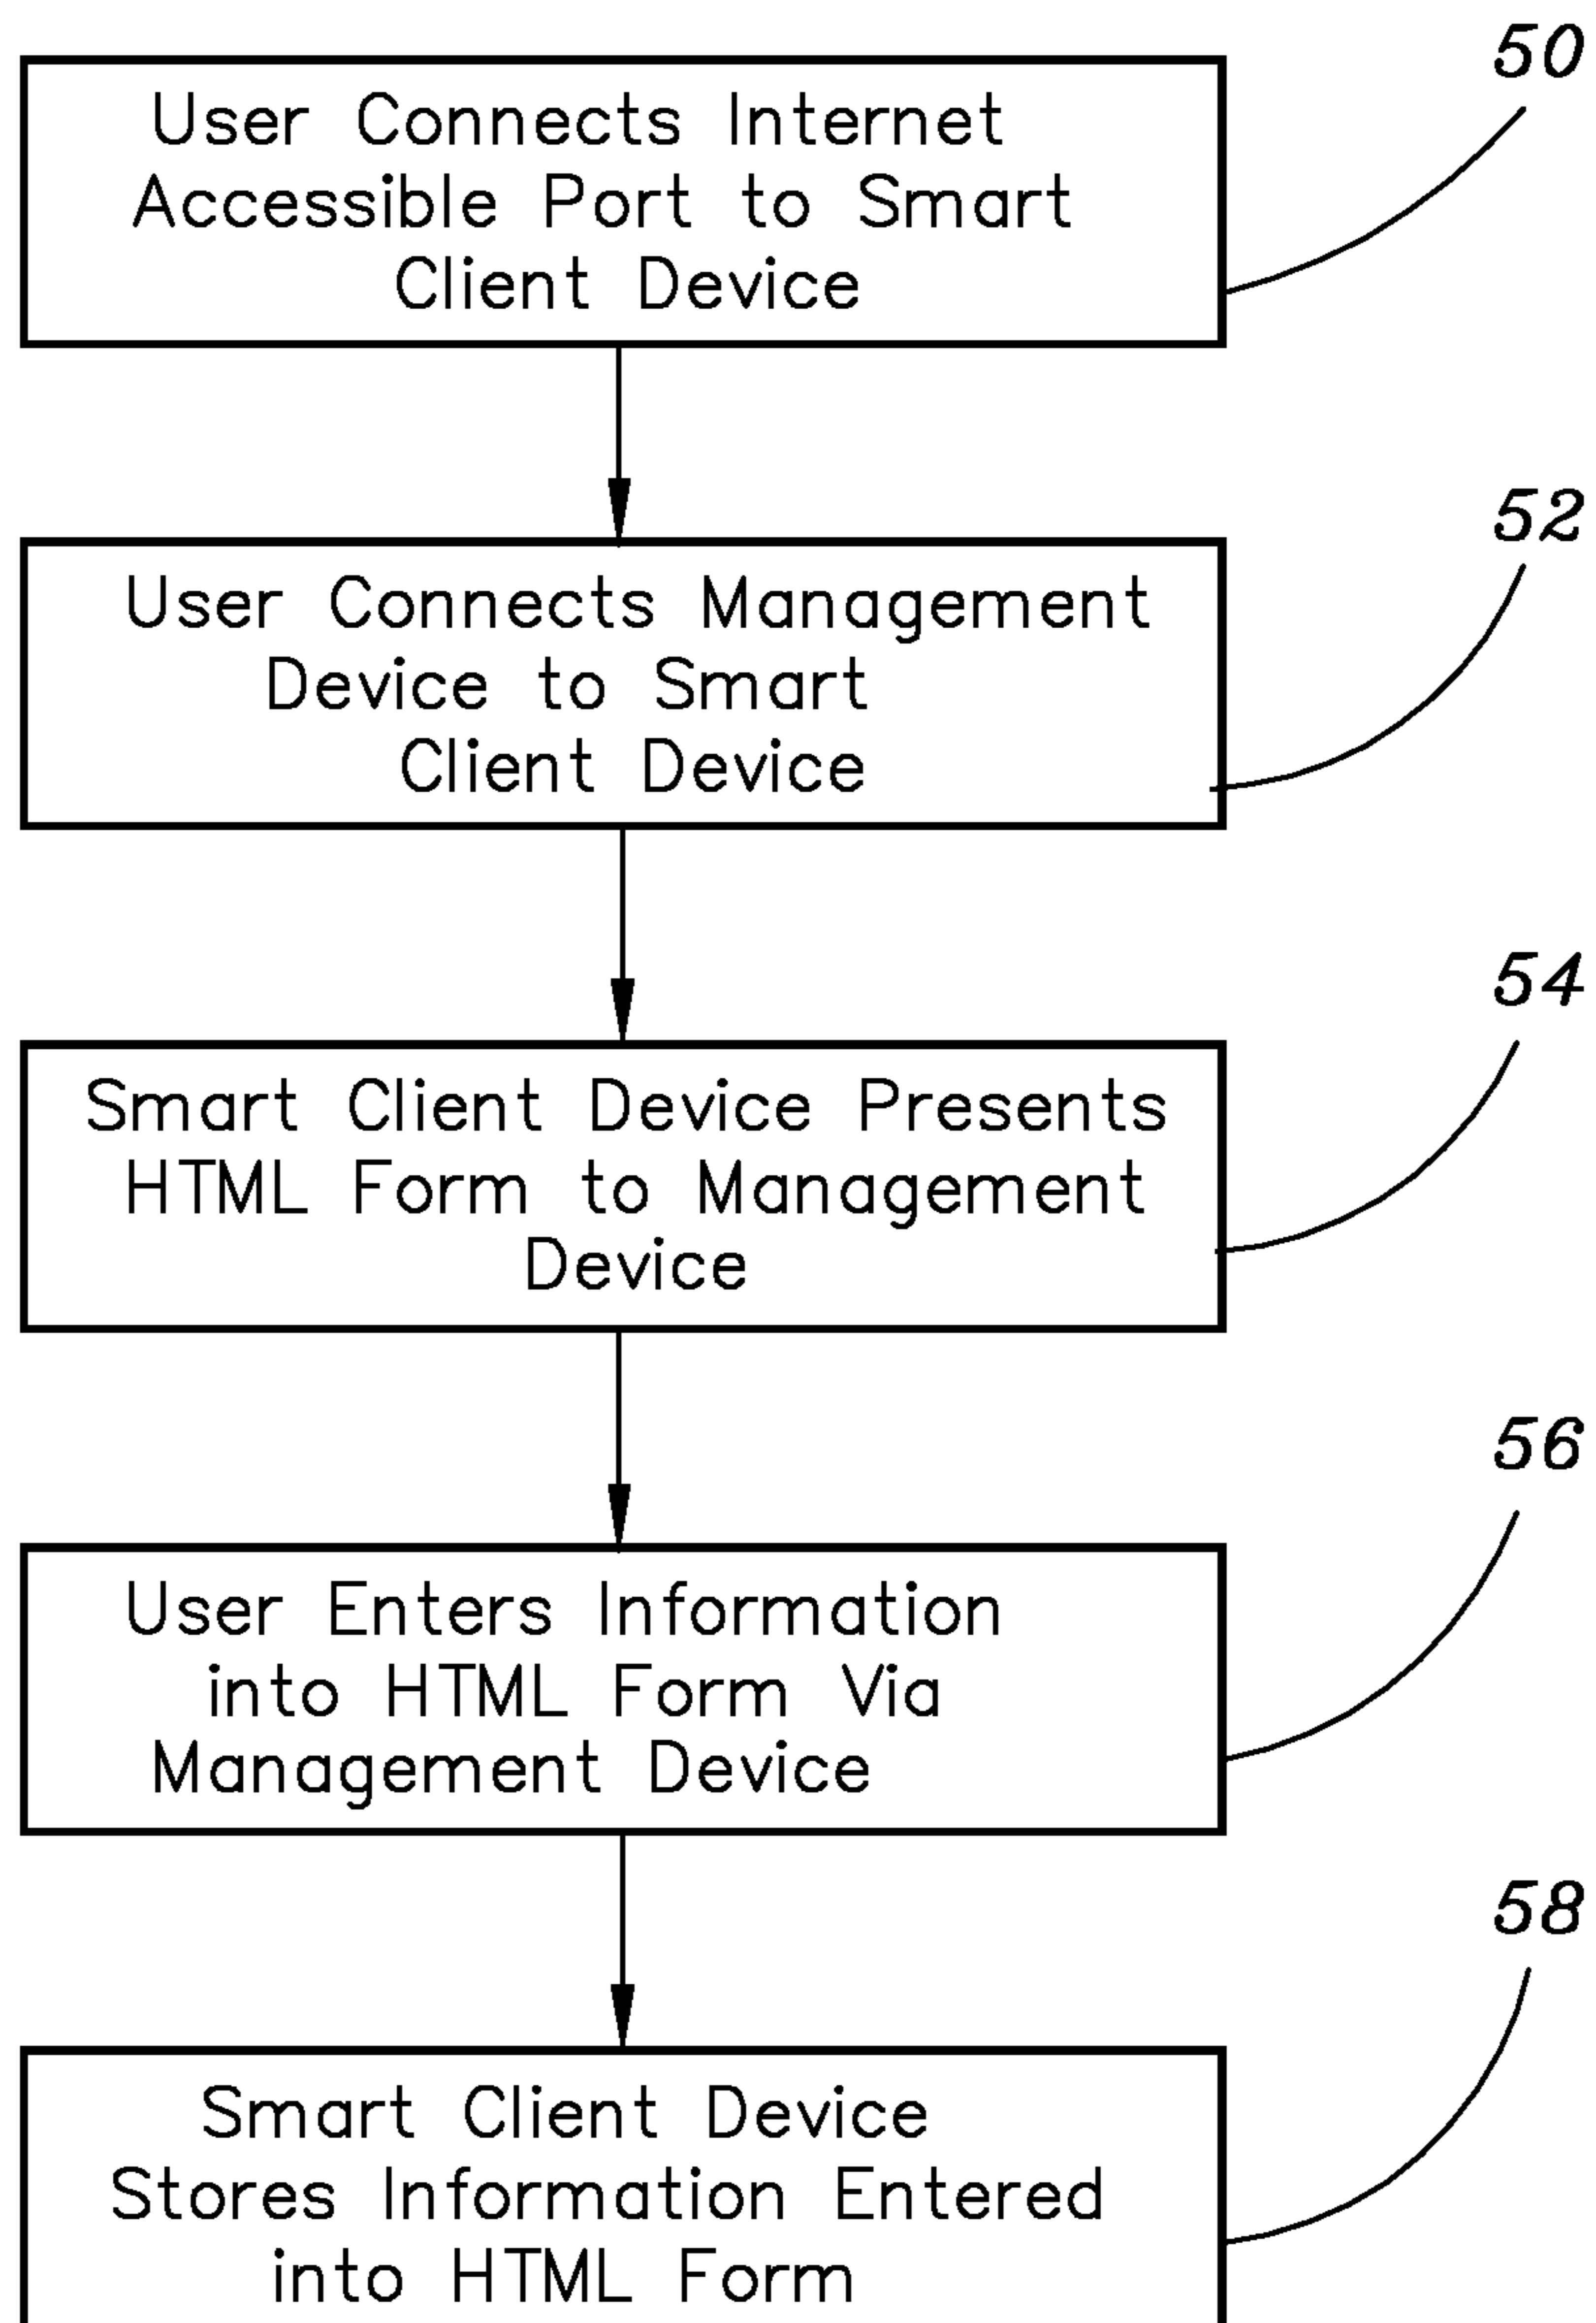 50
User Connects Internet
Accessible Port to Smart
Client Device
52
User Connects Management
Device to Smart
Client Device
54
Smart Client Device Presents
HTML Form to Management
Device
56
User Enters Information
into HTML Form Via
Management Device
58
Smart Client Device
Stores Information Entered
into HTML Form